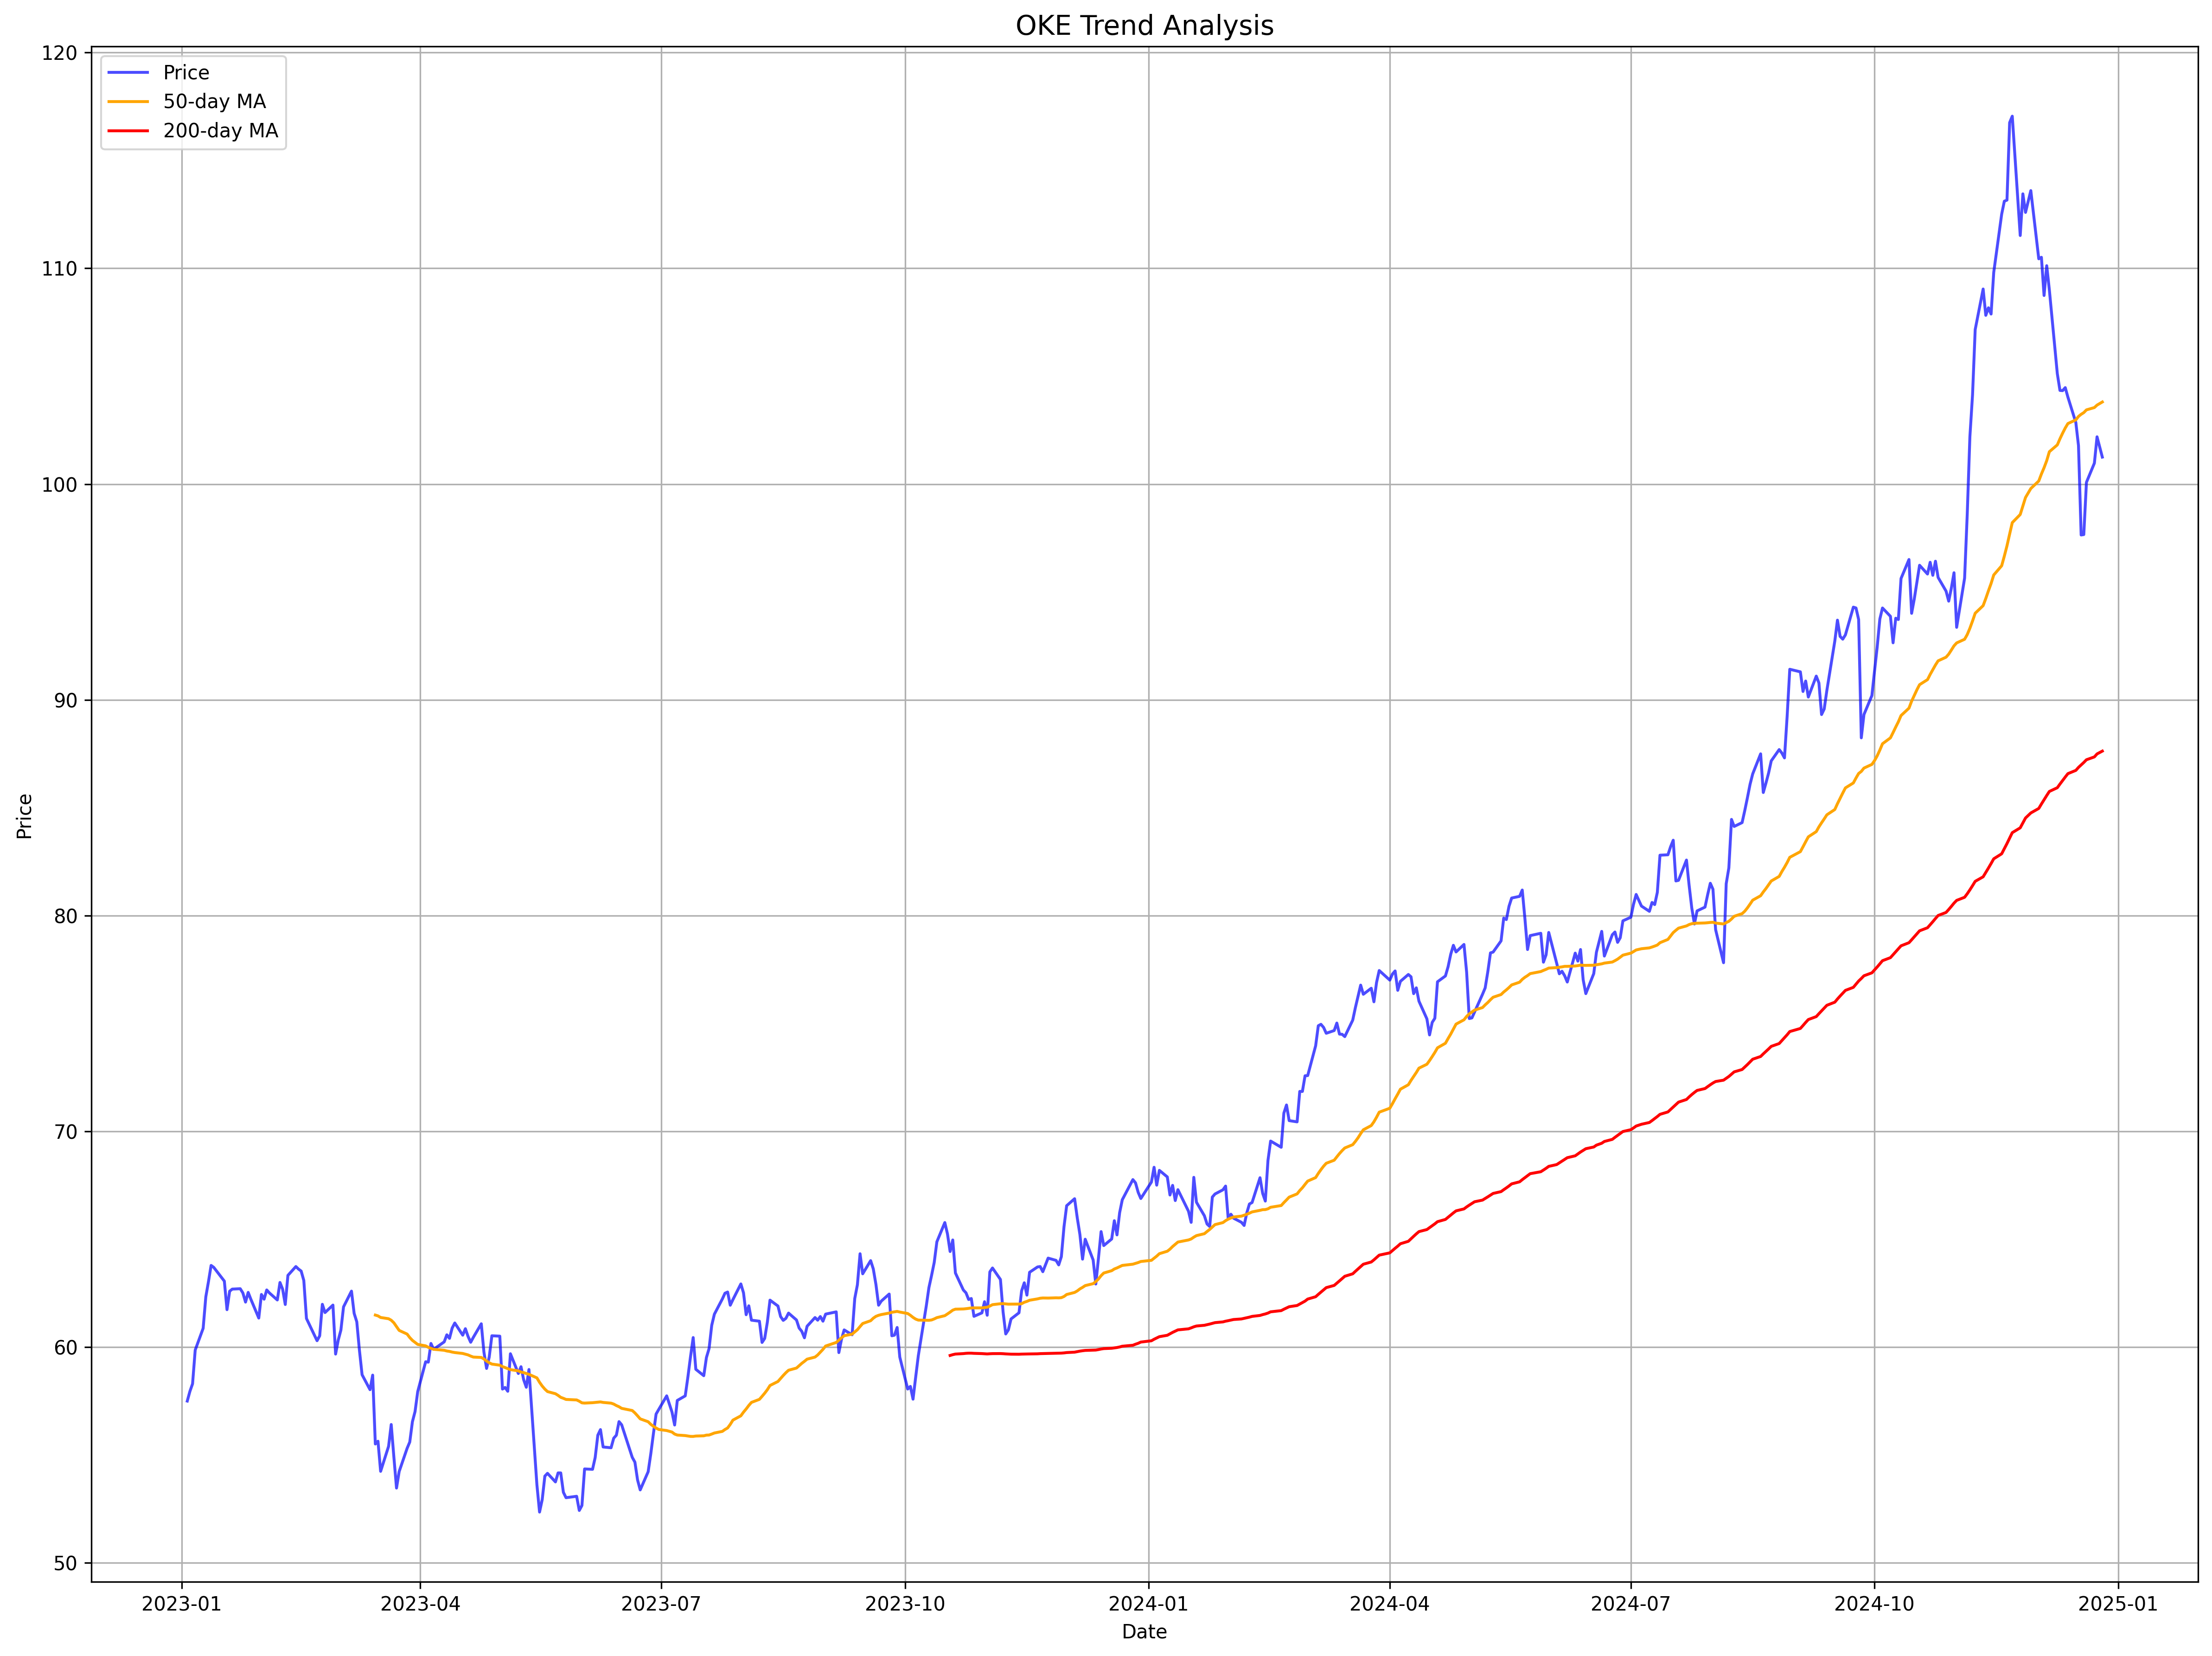 OKE Trend Analysis
Price
50-day MA
200-day MA
120
110
100
90
80
70
60
50
Price
2023-01
2023-04
2023-07
2023-10
2024-01
2024-04
2024-07
2024-10
2025-01
Date